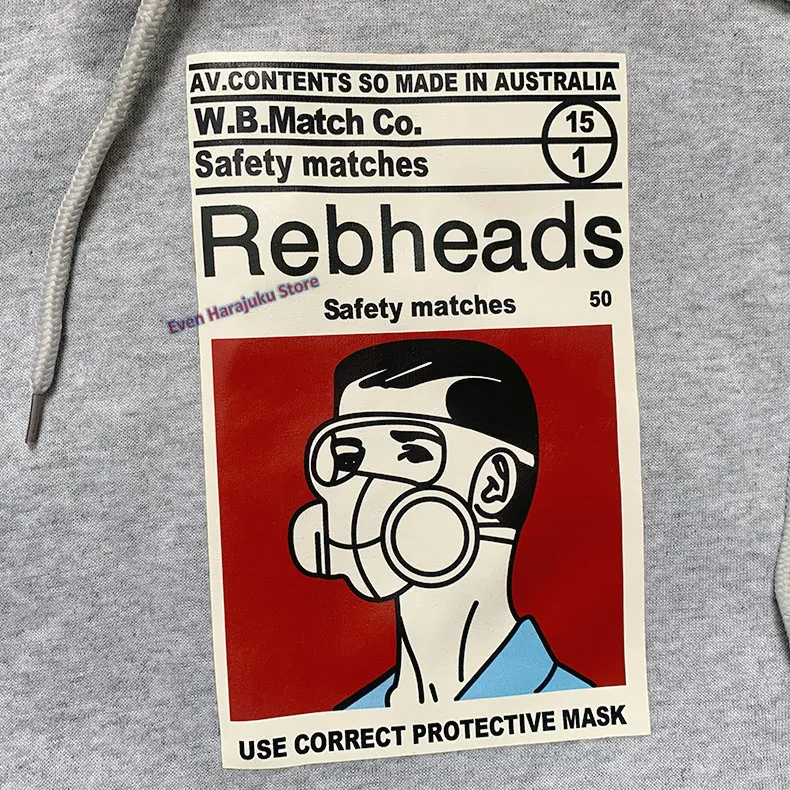 AV.CONTENTS SO MADE IN AUSTRALIA
W.B.Match Co.
15
Safety matches
1
Rebheads
Even Harajuku Store
Safety matches
50
USE CORRECT PROTECTIVE MASK